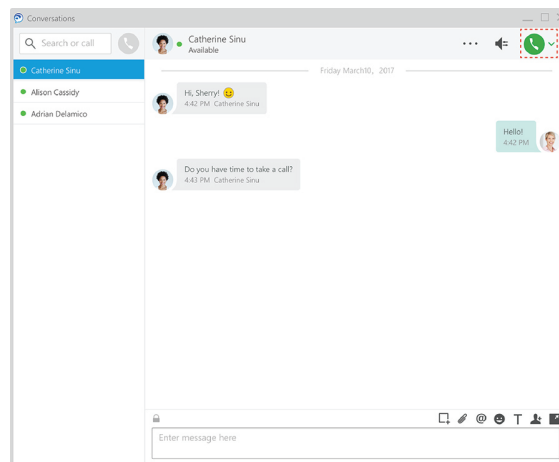 Conversations
Search or call
Catherine Sinu
Available
Catherine Sinu
Alison Cassidy
Adrian Delamico
Friday March10, 2017
Hi, Sherry!
4:42 PM Catherine Sinu
Hello!
4:42 PM
Do you have time to take a call?
4:43 PM Catherine Sinu
Enter message here